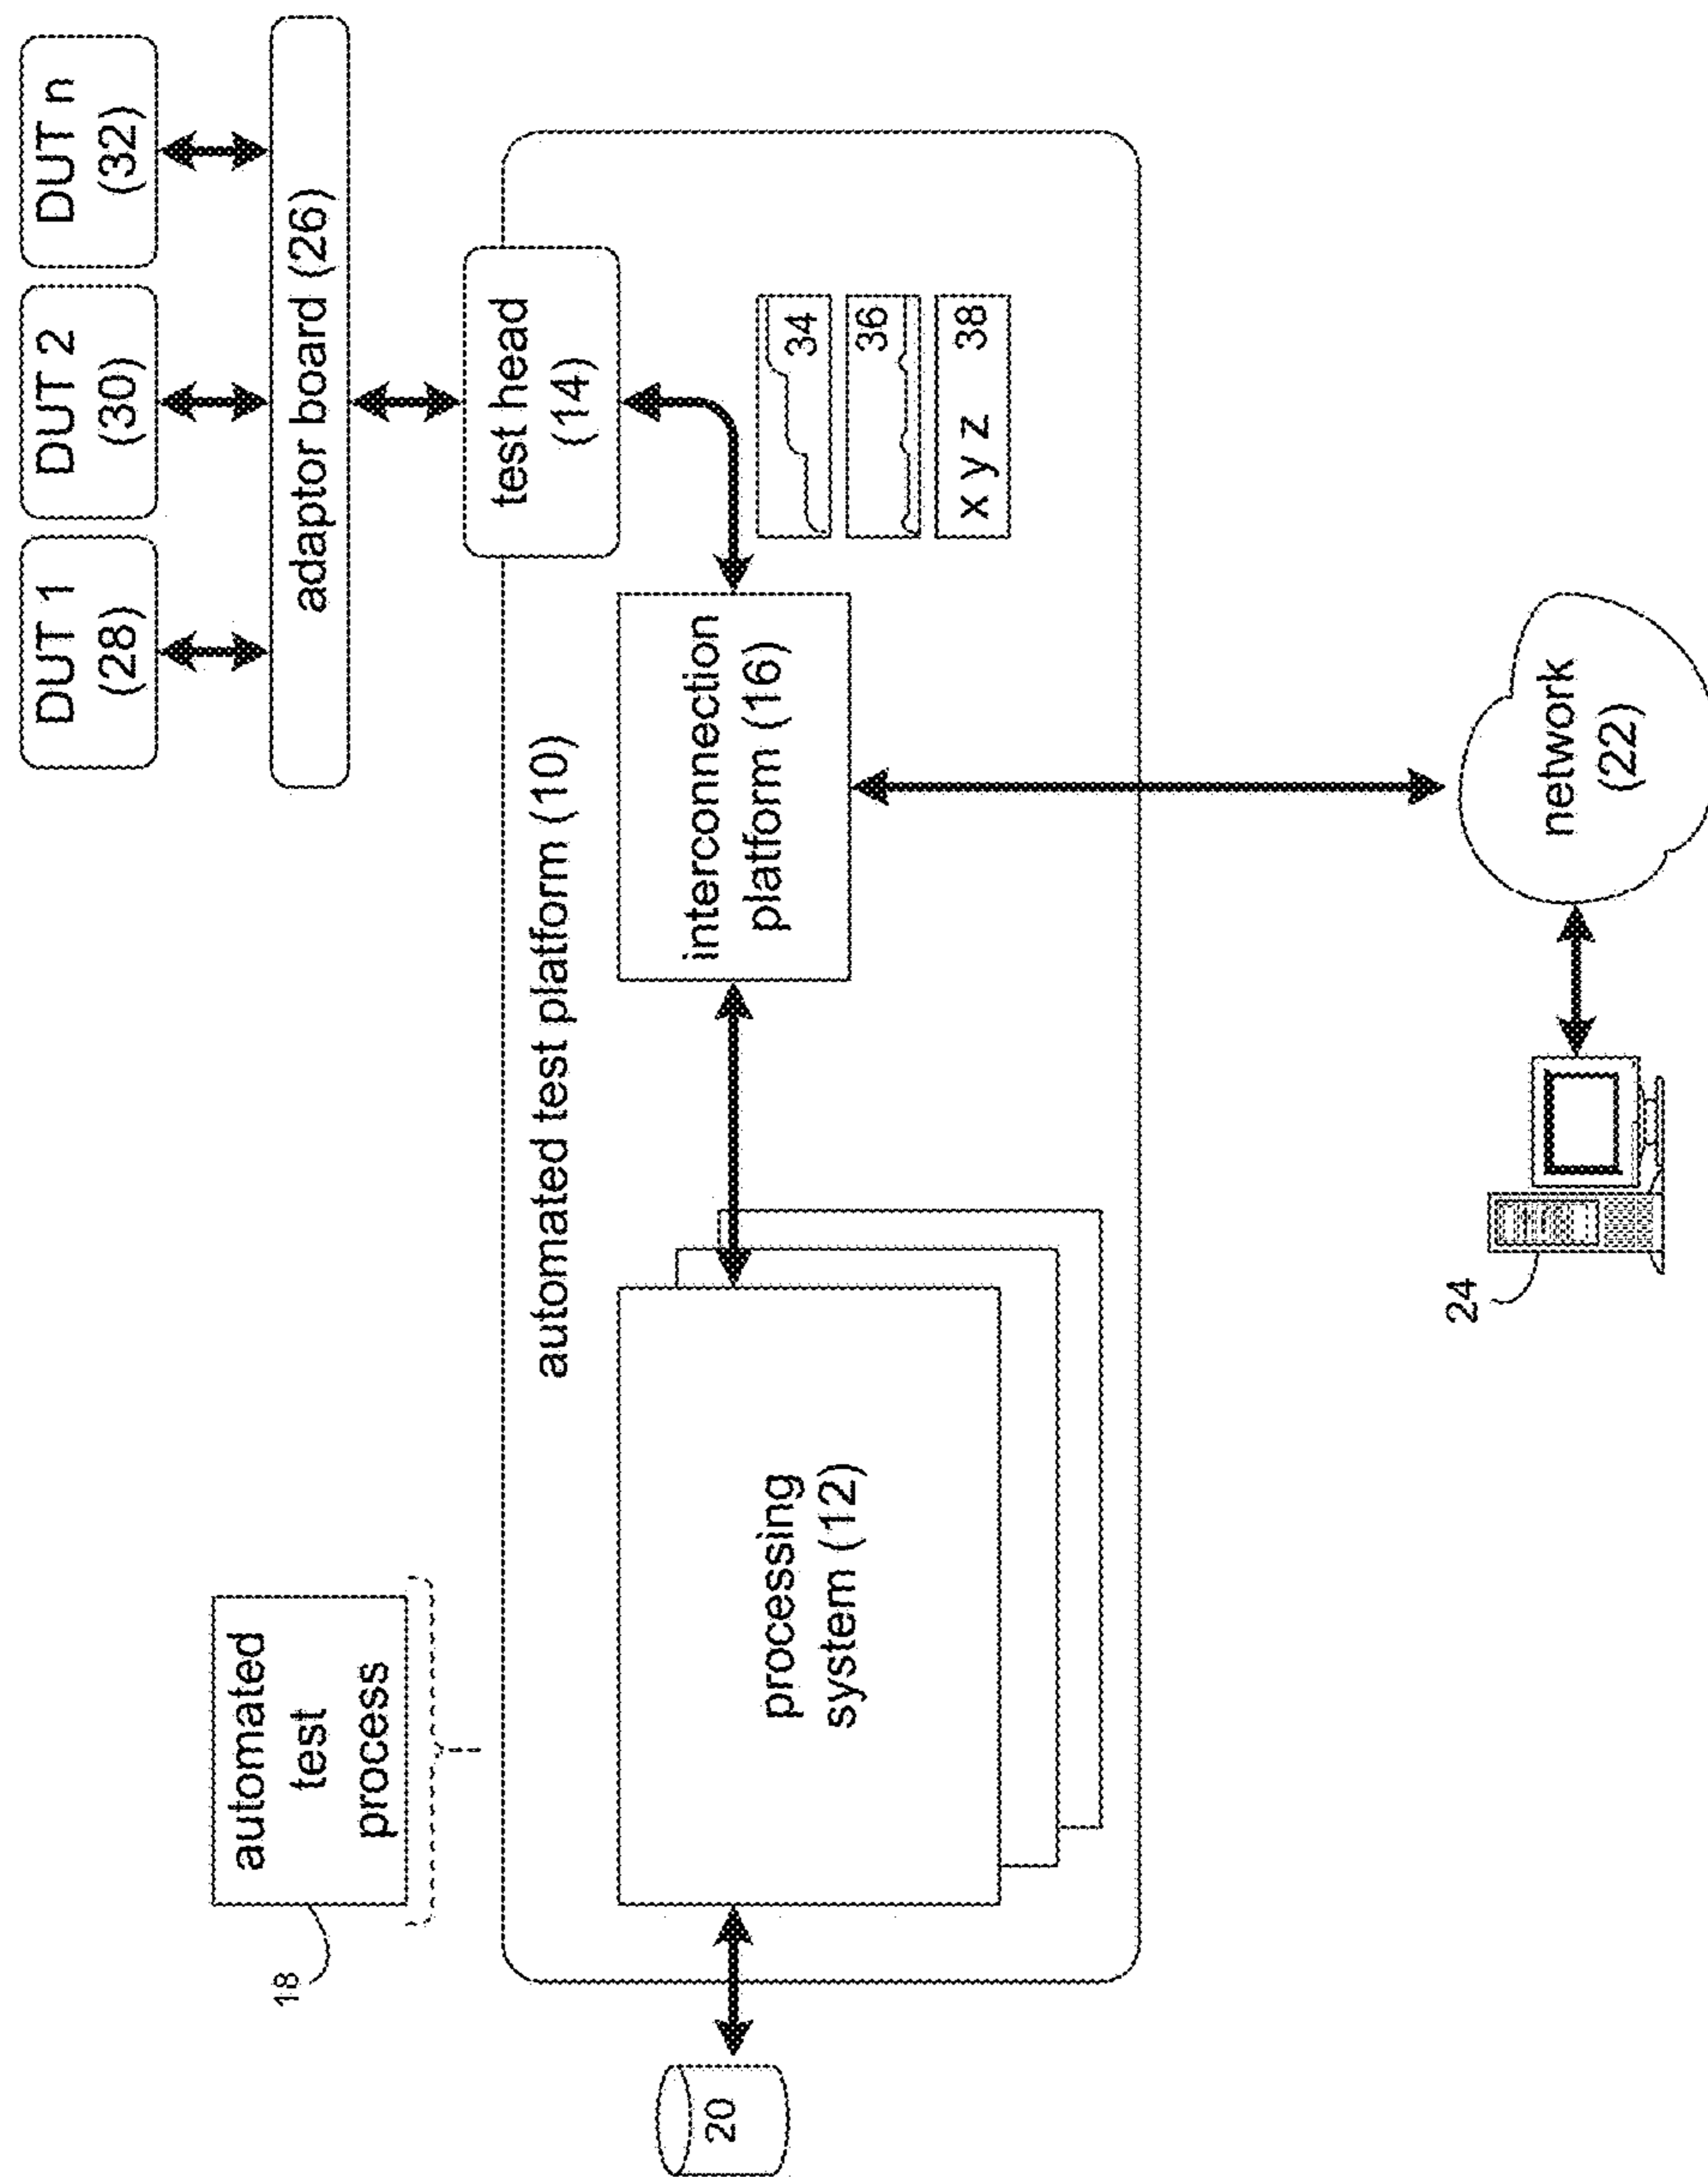 DUT 1
(28)
DUT 2
(30)
DUT n
(32)
adaptor board (26)
automated
test
process
18
test head
(14)
automated test platform (10)
20
processing
system (12)
interconnection
platform (16)
34
36
x y z 38
24
network
(22)